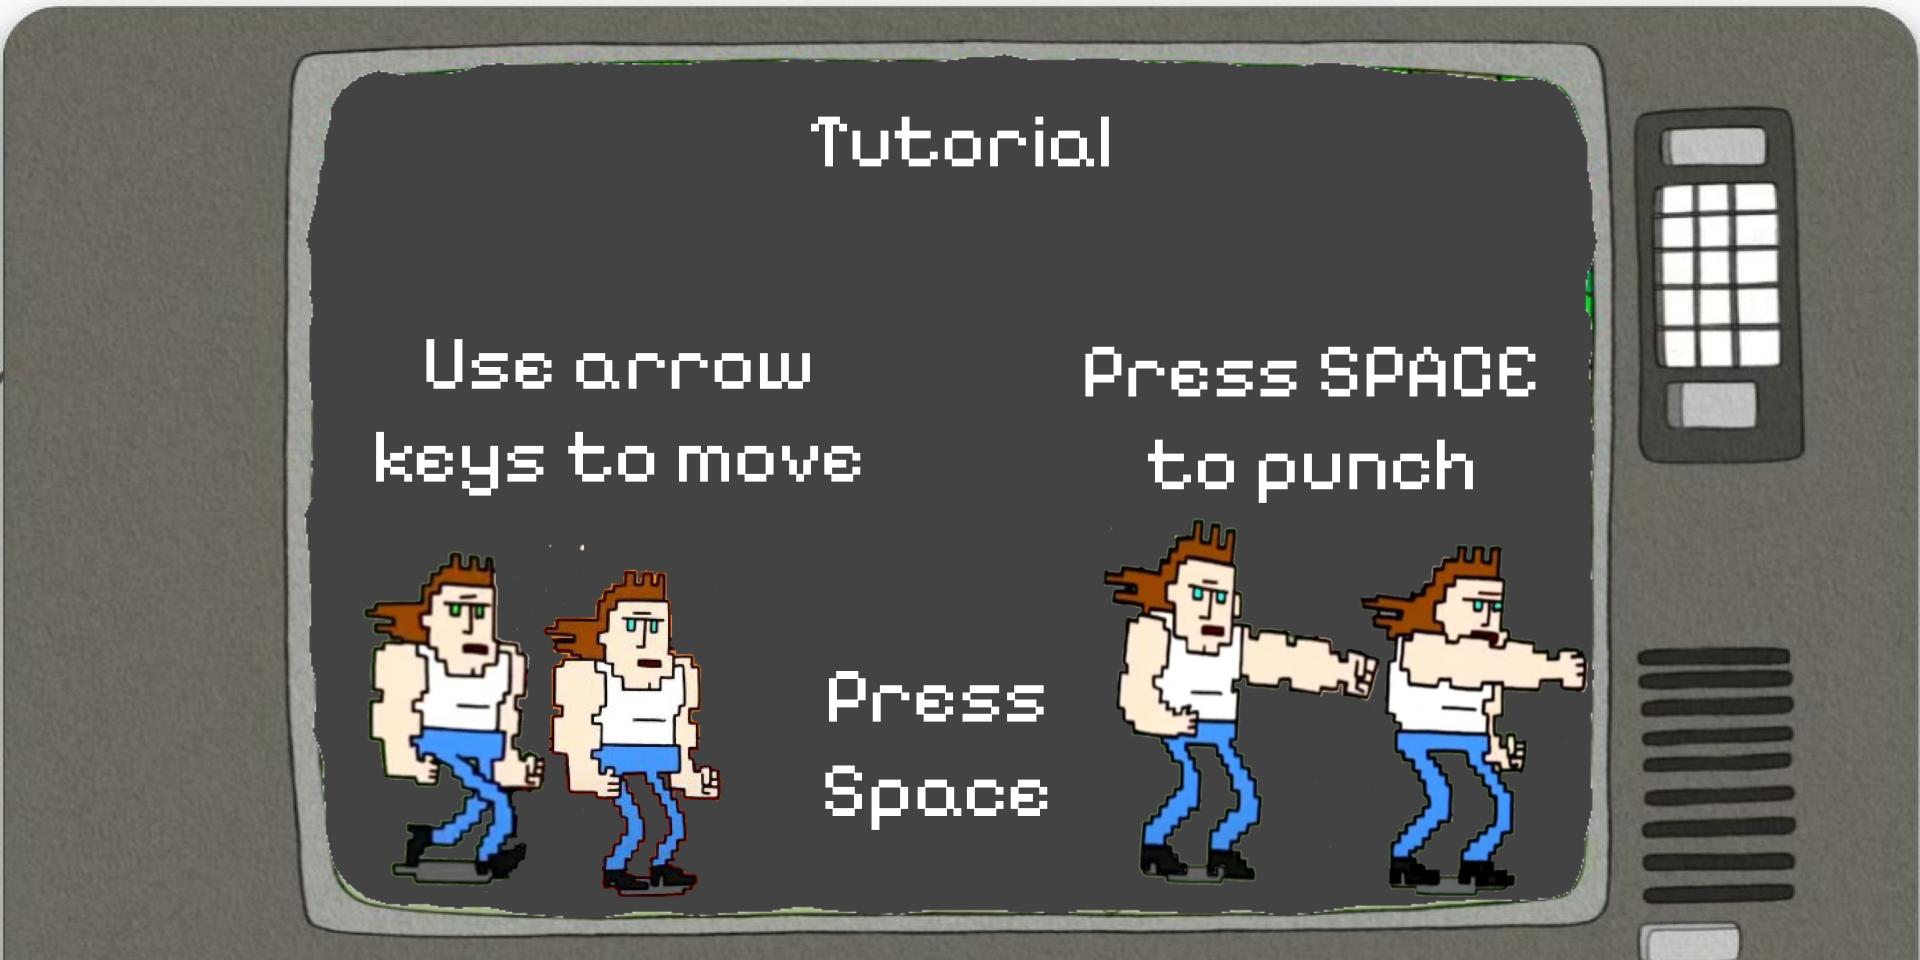 Tutorial
Use arrow
keys to move
Press SPACE
to punch
Press
Space